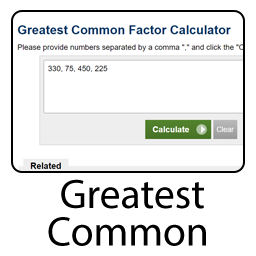 Greatest Common Factor Calculator
Please provide numbers separated by a comma "," and click the "C
330, 75, 450, 225
Calculate
Clear
Related
Greatest
Common